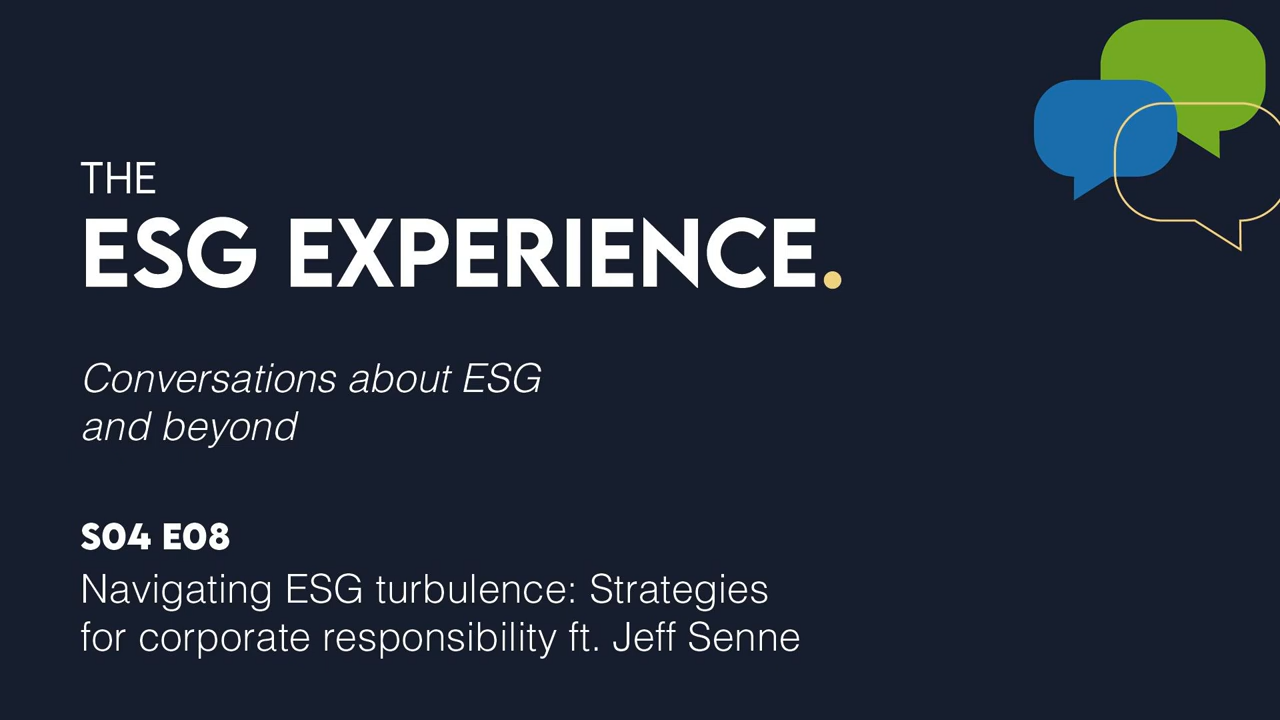 THE
ESG EXPERIENCE.
Conversations about ESG
and beyond
S04 E08
Navigating ESG turbulence: Strategies
for corporate responsibility ft. Jeff Senne